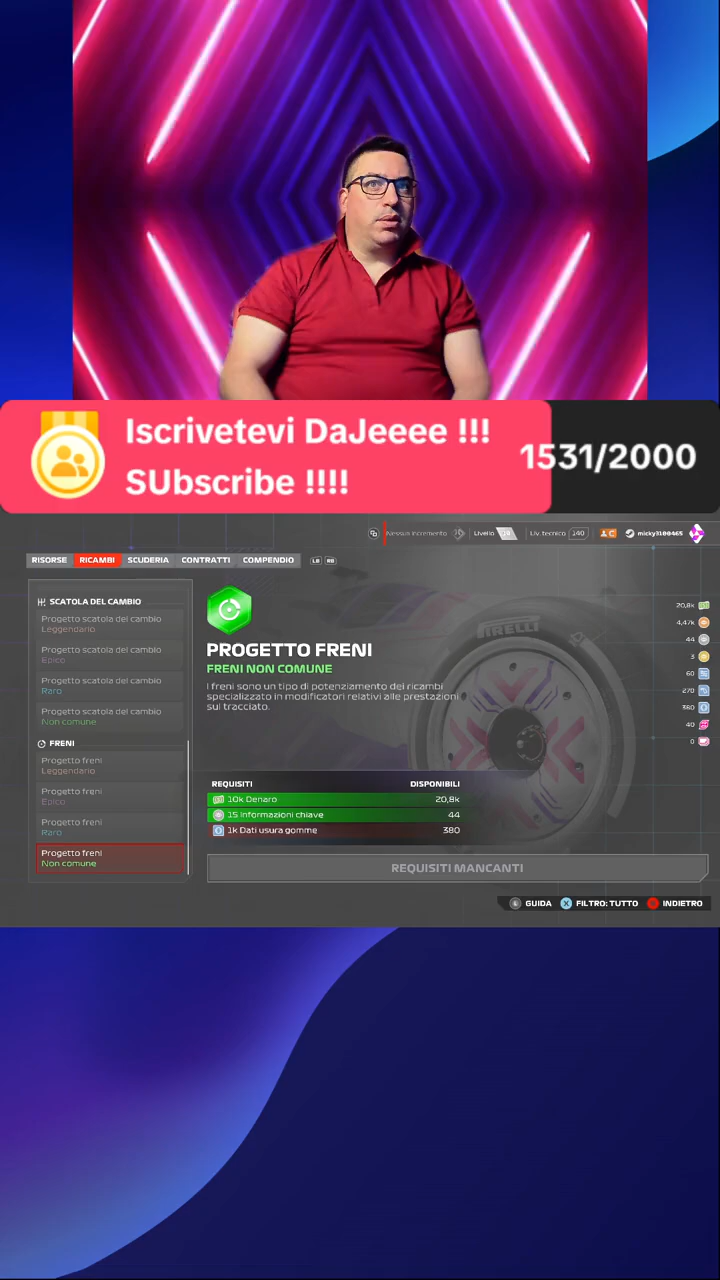 Iscrivetevi DaJeeee !!!
SUbscribe !!!!
1531/2000
Nessun incremento
Livello
Liv. tecnico 140
C
micky3108465
RISORSE RICAMBI SCUDERIA CONTRATTI COMPENDIO LB RB
SCATOLA DEL CAMBIO
Progetto scatola del cambio
Leggendario
Progetto scatola del cambio
Epico
Progetto scatola del cambio
Raro
Progetto scatola del cambio
Non comune
FRENI
Progetto freni
Leggendario
Progetto freni
Epico
Progetto freni
Raro
Progetto freni
Non comune
PROGETTO FRENI
FRENI NON COMUNE
I freni sono un tipo di potenziamento dei ricambi
specializzato in modificatori relativi alle prestazioni
sul tracciato.
PIRELLI
REQUISITI DISPONIBILI
10k Denaro 20,8k
15 Informazioni chiave 44
1k Dati usura gomme 380
REQUISITI MANCANTI
20,8k
4,47k
44
3
60
270
380
40
0
GUIDA X FILTRO: TUTTO INDIETRO